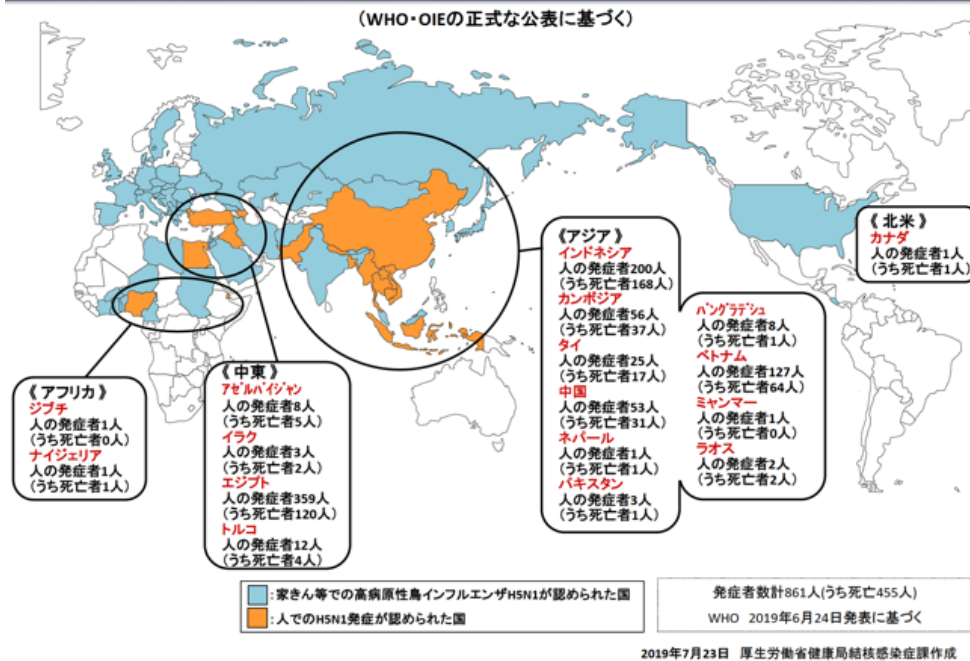 (WHO・OIEの正式な公表に基づく)
《 北米 》
カナダ
人の発症者1人
(うち死亡者1人)
《アジア》
インドネシア
人の発症者200人
(うち死亡者168人)
カンボジア
人の発症者56人
(うち死亡者37人)
タイ
人の発症者25人
(うち死亡者17人)
中国
人の発症者53人
(うち死亡者31人)
ネパール
人の発症者1人
(うち死亡者1人)
パキスタン
人の発症者3人
(うち死亡者1人)
バングラデシュ
人の発症者8人
(うち死亡者1人)
ベトナム
人の発症者127人
(うち死亡者64人)
ミャンマー
人の発症者1人
(うち死亡者0人)
ラオス
人の発症者2人
(うち死亡者2人)
《 中東 》
アゼルバイジャン
人の発症者8人
(うち死亡者5人)
イラク
人の発症者3人
(うち死亡者2人)
エジプト
人の発症者359人
(うち死亡者120人)
トルコ
人の発症者12人
(うち死亡者4人)
《 アフリカ 》
ジブチ
人の発症者1人
(うち死亡者0人)
ナイジェリア
人の発症者1人
(うち死亡者1人)
:家きん等での高病原性鳥インフルエンザH5N1が認められた国
:人でのH5N1発症が認められた国
発症者数計861人(うち死亡455人)
WHO 2019年6月24日発表に基づく
2019年7月23日 厚生労働省健康局結核感染症課作成